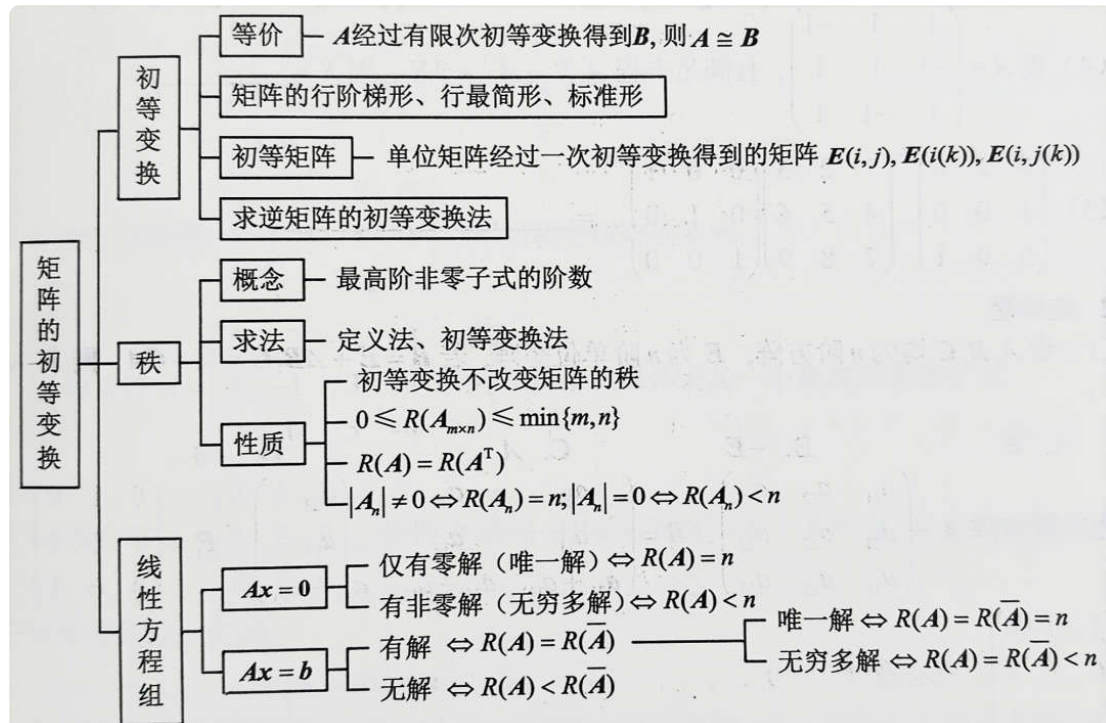 矩阵的初等变换
初等变换
等价
A经过有限次初等变换得到B, 则 A ≅ B
矩阵的行阶梯形、行最简形、标准形
初等矩阵
单位矩阵经过一次初等变换得到的矩阵 E(i, j), E(i(k)), E(i, j(k))
求逆矩阵的初等变换法
秩
概念
最高阶非零子式的阶数
求法
定义法、初等变换法
性质
初等变换不改变矩阵的秩
0 ≤ R(Aₘₓₙ) ≤ min{m, n}
R(A) = R(Aᵀ)
|Aₙ| ≠ 0 ⇔ R(Aₙ) = n; |Aₙ| = 0 ⇔ R(Aₙ) < n
线性方程组
Ax = 0
仅有零解（唯一解）⇔ R(A) = n
有非零解（无穷多解）⇔ R(A) < n
Ax = b
有解 ⇔ R(A) = R(A̅)
唯一解 ⇔ R(A) = R(A̅) = n
无穷多解 ⇔ R(A) = R(A̅) < n
无解 ⇔ R(A) < R(A̅)